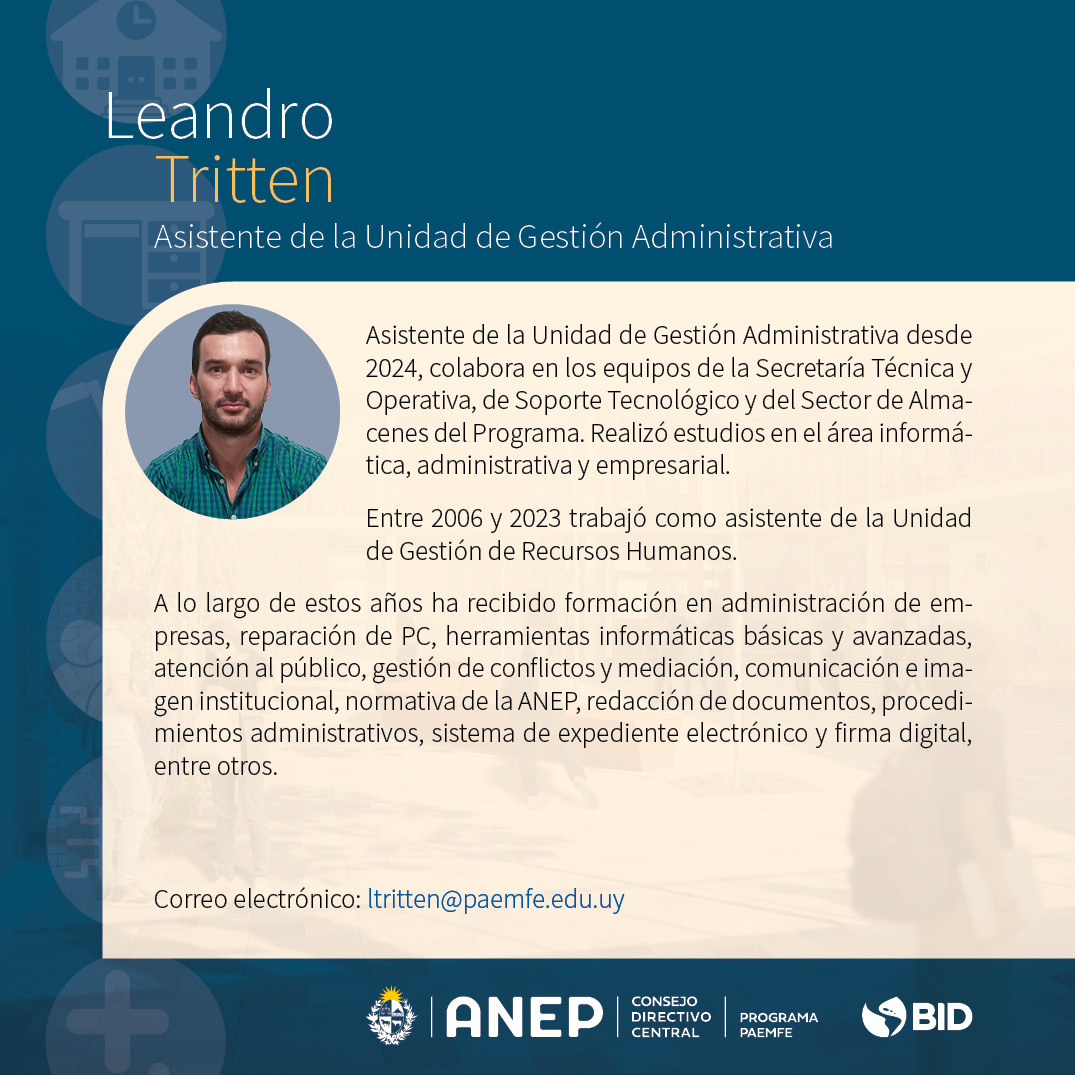 Leandro
Tritten
Asistente de la Unidad de Gestión Administrativa
Asistente de la Unidad de Gestión Administrativa desde
2024, colabora en los equipos de la Secretaría Técnica y
Operativa, de Soporte Tecnológico y del Sector de Alma-
cenes del Programa. Realizó estudios en el área informá-
tica, administrativa y empresarial.
Entre 2006 y 2023 trabajó como asistente de la Unidad
de Gestión de Recursos Humanos.
A lo largo de estos años ha recibido formación en administración de em-
presas, reparación de PC, herramientas informáticas básicas y avanzadas,
atención al público, gestión de conflictos y mediación, comunicación e ima-
gen institucional, normativa de la ANEP, redacción de documentos, procedi-
mientos administrativos, sistema de expediente electrónico y firma digital,
entre otros.
Correo electrónico: ltritten@paemfe.edu.uy
ANEP
CONSEJO
DIRECTIVO
CENTRAL
PROGRAMA
PAEMFE
BID